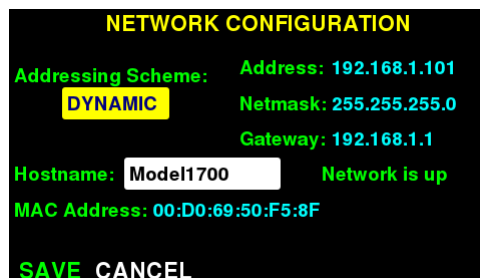 NETWORK CONFIGURATION
Addressing Scheme:
DYNAMIC
Address: 192.168.1.101
Netmask: 255.255.255.0
Gateway: 192.168.1.1
Hostname: Model1700
Network is up
MAC Address: 00:D0:69:50:F5:8F
SAVE CANCEL